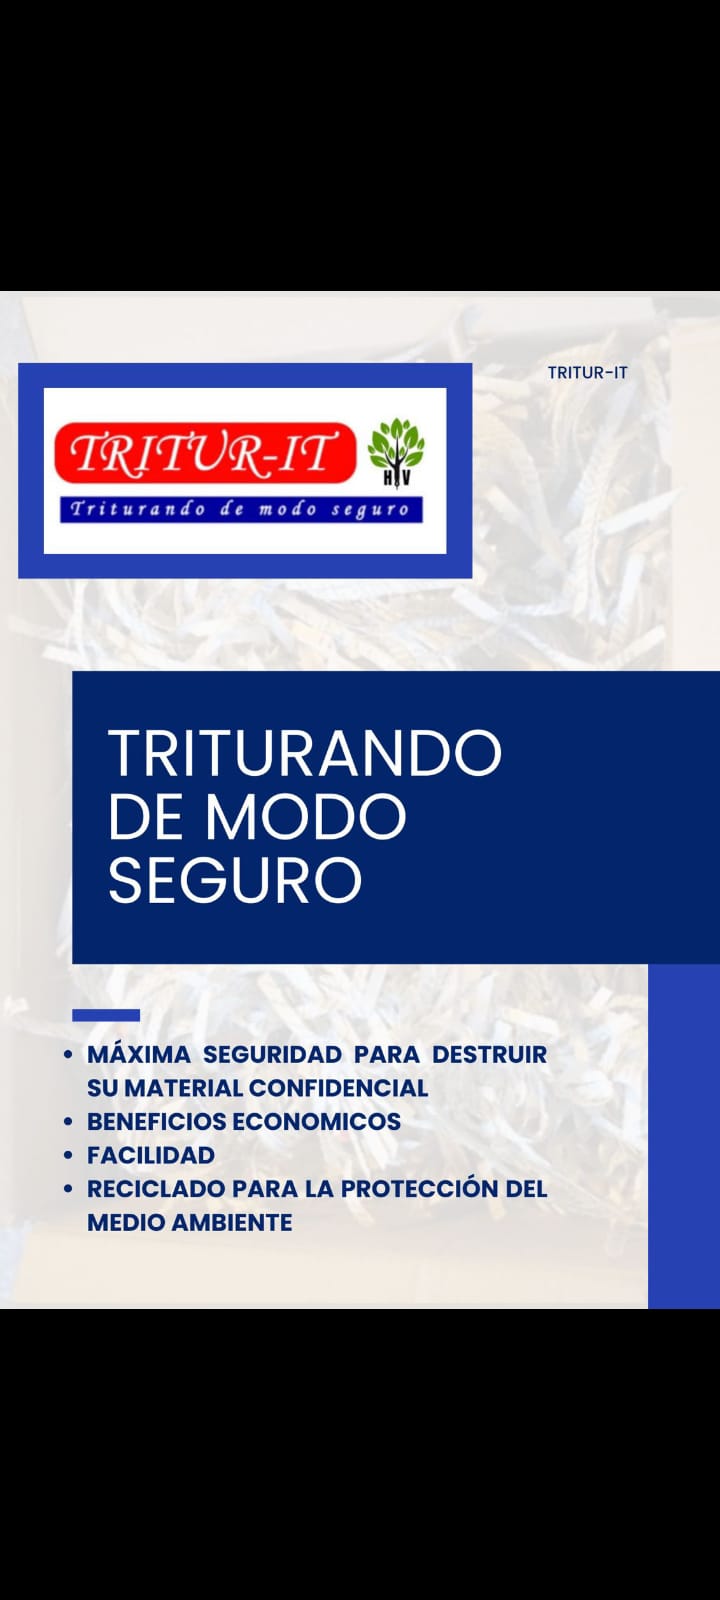 TRITUR-IT
TRITUR-IT
H V
Triturando de modo seguro
TRITURANDO
DE MODO
SEGURO
• MÁXIMA SEGURIDAD PARA DESTRUIR
SU MATERIAL CONFIDENCIAL
• BENEFICIOS ECONOMICOS
• FACILIDAD
• RECICLADO PARA LA PROTECCIÓN DEL
MEDIO AMBIENTE